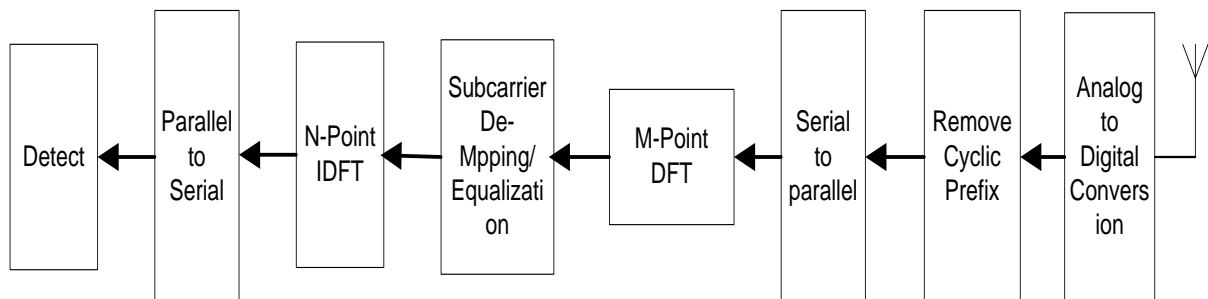 Detect
Parallel
to
Serial
N-Point
IDFT
Subcarrier
De-
Mpping/
Equalizati
on
M-Point
DFT
Serial
to
parallel
Remove
Cyclic
Prefix
Analog
to
Digital
Convers
ion